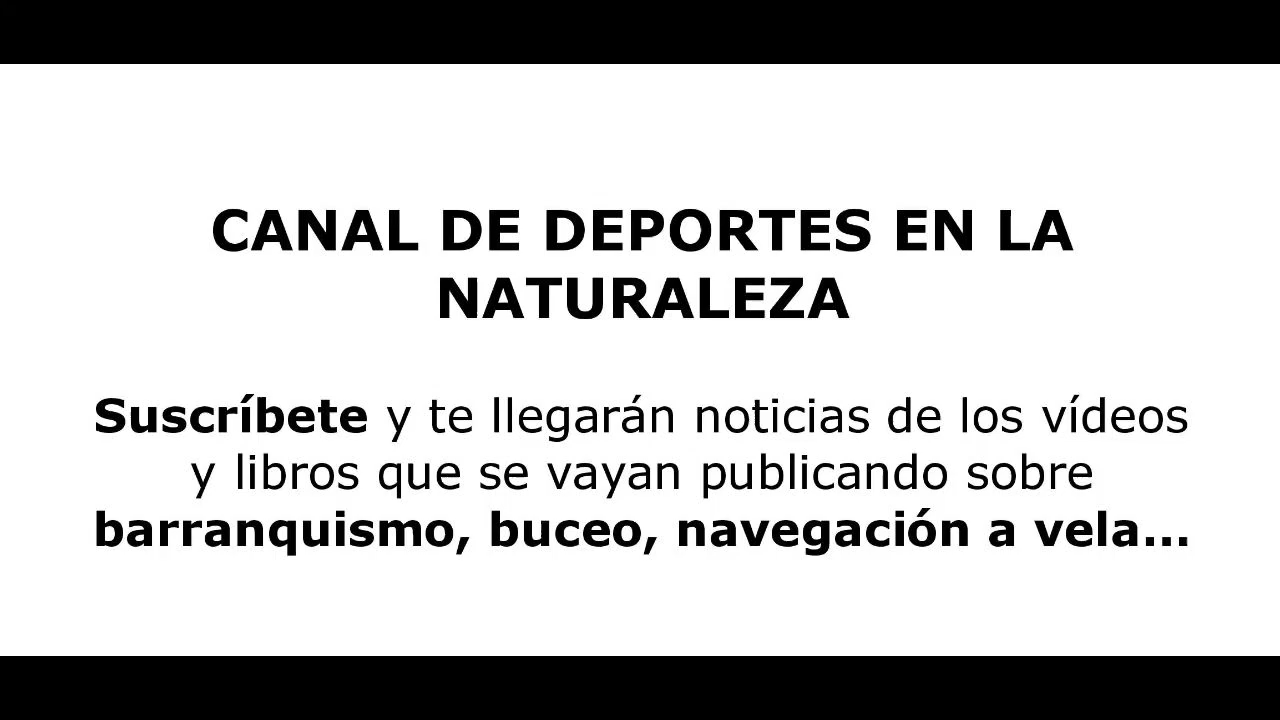 CANAL DE DEPORTES EN LA
NATURALEZA
Suscríbete y te llegarán noticias de los vídeos
y libros que se vayan publicando sobre
barranquismo, buceo, navegación a vela...